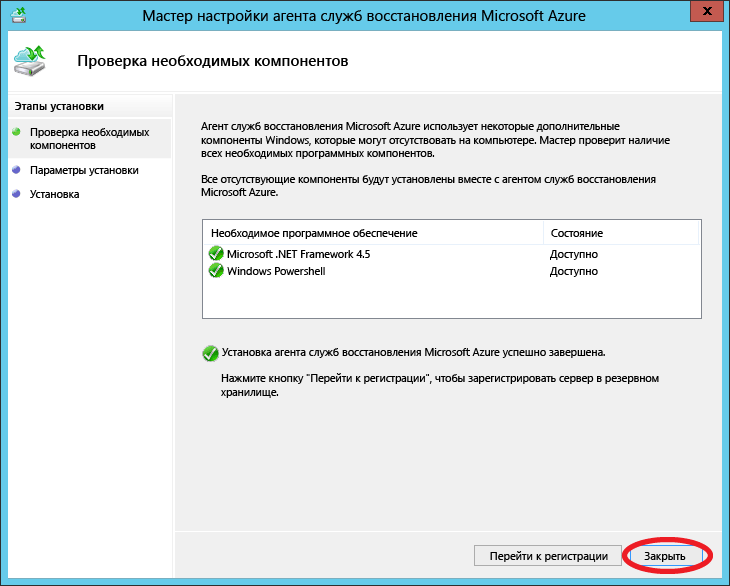 Мастер настройки агента служб восстановления Microsoft Azure
x
Проверка необходимых компонентов
Этапы установки
Проверка необходимых
компонентов
Параметры установки
Установка
Агент служб восстановления Microsoft Azure использует некоторые дополнительные
компоненты Windows, которые могут отсутствовать на компьютере. Мастер проверит наличие
всех необходимых программных компонентов.
Все отсутствующие компоненты будут установлены вместе с агентом служб восстановления
Microsoft Azure.
Необходимое программное обеспечение Состояние
Microsoft .NET Framework 4.5 Доступно
Windows Powershell Доступно
Установка агента служб восстановления Microsoft Azure успешно завершена.
Нажмите кнопку "Перейти к регистрации", чтобы зарегистрировать сервер в резервном
хранилище.
Перейти к регистрации Закрыть